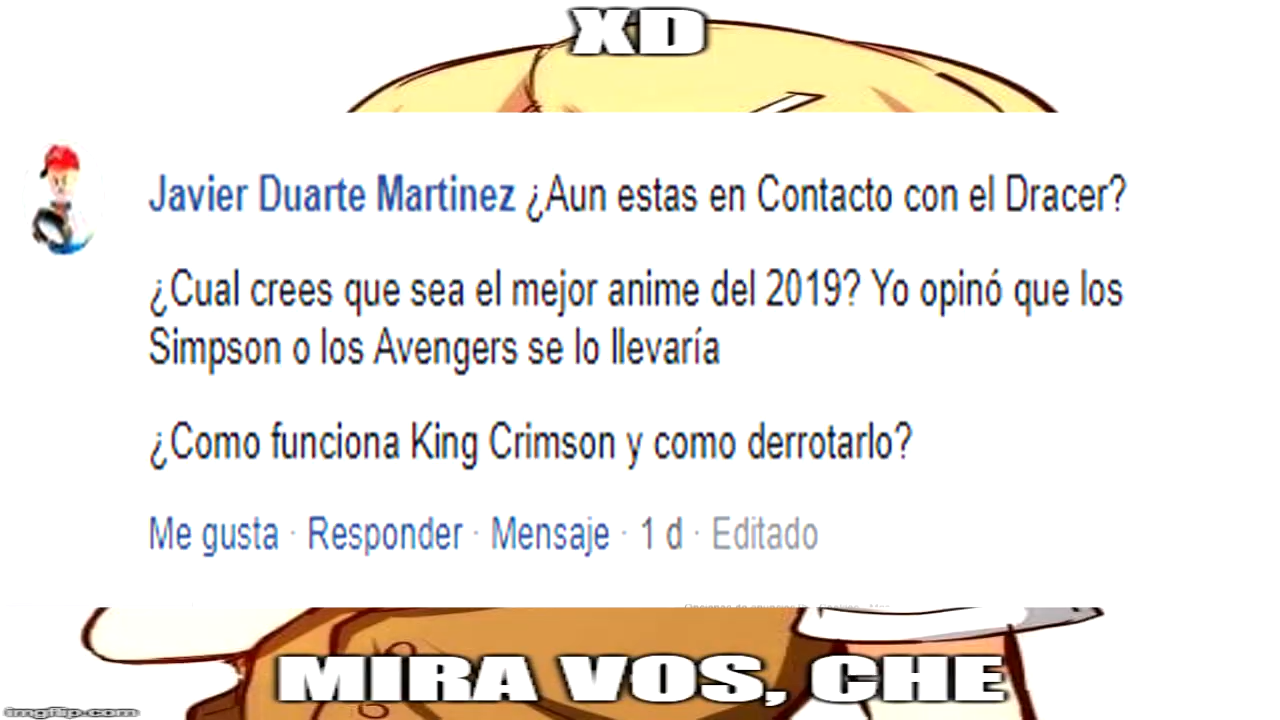 XD
Javier Duarte Martinez ¿Aun estas en Contacto con el Dracer?
¿Cual crees que sea el mejor anime del 2019? Yo opinó que los
Simpson o los Avengers se lo llevaría
¿Como funciona King Crimson y como derrotarlo?
Me gusta · Responder · Mensaje · 1 d · Editado
MIRA VOS, CHE
imgflip.com